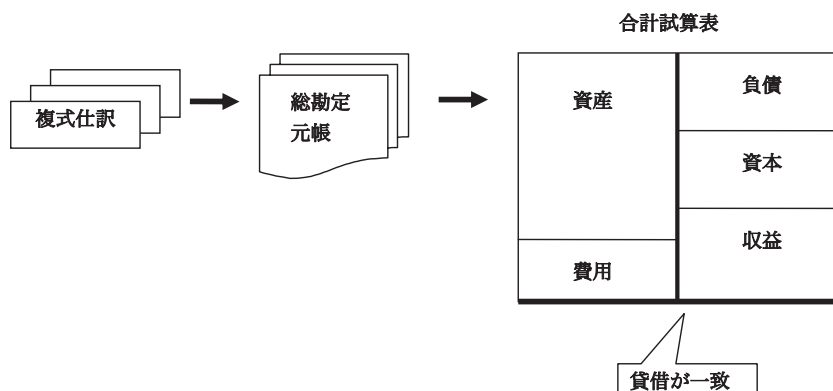 合計試算表
複式仕訳
総勘定
元帳
資産
負債
資本
収益
費用
貸借が一致